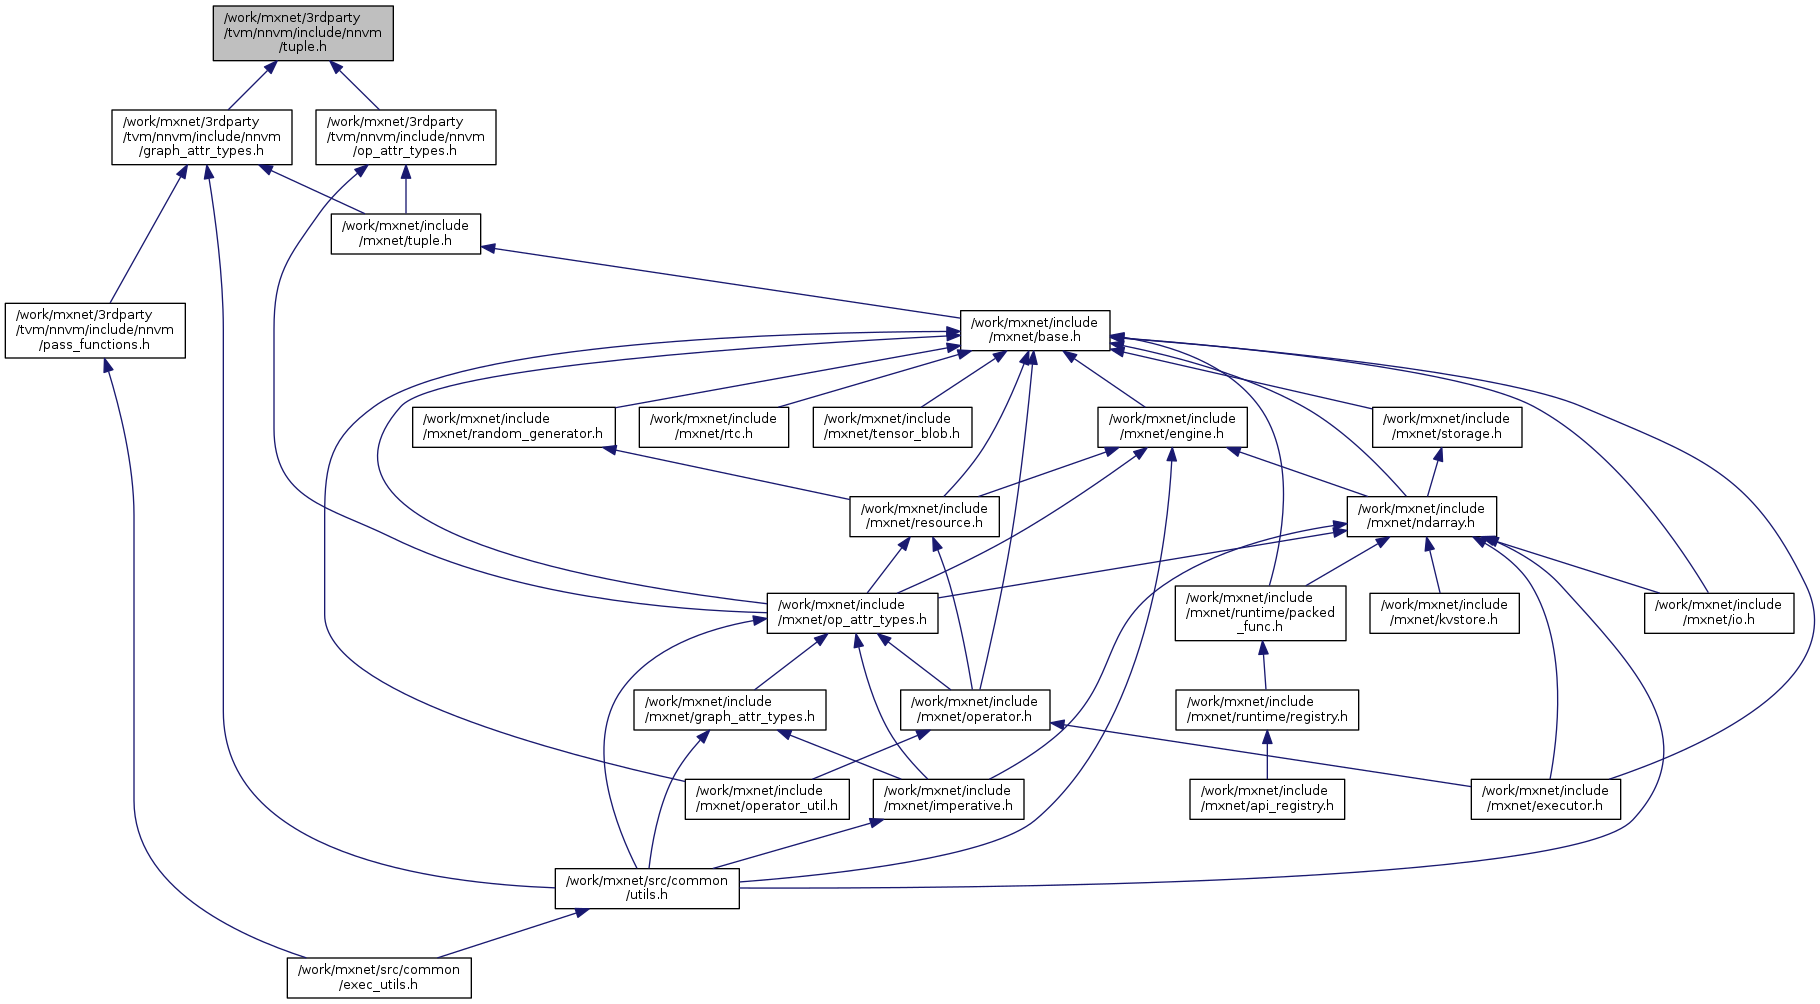 /work/mxnet/3rdparty
/tvm/nnvm/include/nnvm
/tuple.h
/work/mxnet/3rdparty
/tvm/nnvm/include/nnvm
/graph_attr_types.h
/work/mxnet/3rdparty
/tvm/nnvm/include/nnvm
/op_attr_types.h
/work/mxnet/include
/mxnet/tuple.h
/work/mxnet/3rdparty
/tvm/nnvm/include/nnvm
/pass_functions.h
/work/mxnet/include
/mxnet/base.h
/work/mxnet/include
/mxnet/random_generator.h
/work/mxnet/include
/mxnet/rtc.h
/work/mxnet/include
/mxnet/tensor_blob.h
/work/mxnet/include
/mxnet/engine.h
/work/mxnet/include
/mxnet/storage.h
/work/mxnet/include
/mxnet/resource.h
/work/mxnet/include
/mxnet/ndarray.h
/work/mxnet/include
/mxnet/op_attr_types.h
/work/mxnet/include
/mxnet/runtime/packed
_func.h
/work/mxnet/include
/mxnet/kvstore.h
/work/mxnet/include
/mxnet/io.h
/work/mxnet/include
/mxnet/graph_attr_types.h
/work/mxnet/include
/mxnet/operator.h
/work/mxnet/include
/mxnet/runtime/registry.h
/work/mxnet/include
/mxnet/operator_util.h
/work/mxnet/include
/mxnet/imperative.h
/work/mxnet/include
/mxnet/api_registry.h
/work/mxnet/include
/mxnet/executor.h
/work/mxnet/src/common
/utils.h
/work/mxnet/src/common
/exec_utils.h